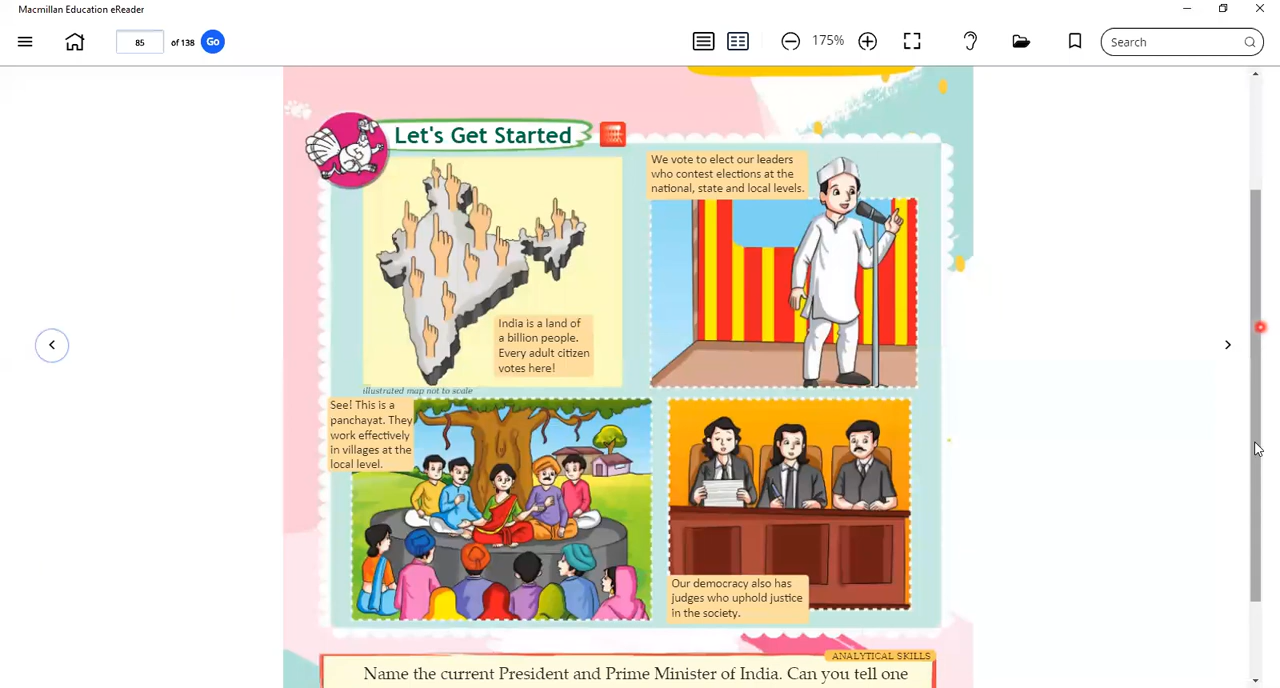 Macmillan Education eReader
85
of 138
Go
175%
Search
Let's Get Started
We vote to elect our leaders
who contest elections at the
national, state and local levels.
India is a land of
a billion people.
Every adult citizen
votes here!
illustrated map not to scale
See! This is a
panchayat. They
work effectively
in villages at the
local level.
Our democracy also has
judges who uphold justice
in the society.
ANALYTICAL SKILLS
Name the current President and Prime Minister of India. Can you tell one